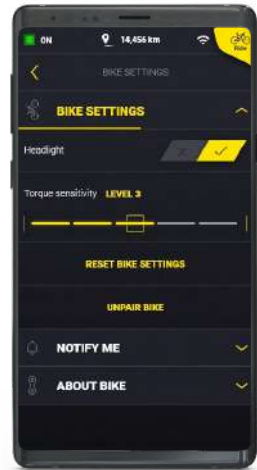 ON 14,456 km
Ride
BIKE SETTINGS
BIKE SETTINGS
Headlight
Torque sensitivity LEVEL 3
RESET BIKE SETTINGS
UNPAIR BIKE
NOTIFY ME
ABOUT BIKE